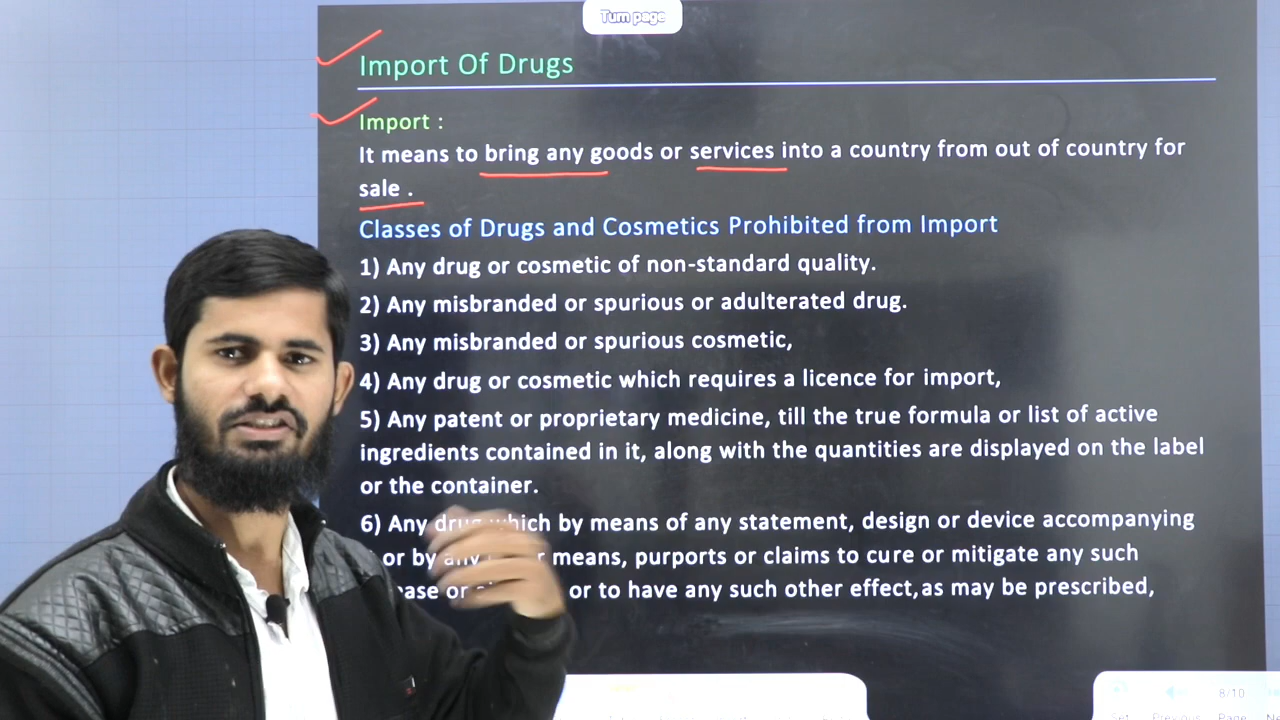 Turn page
Import Of Drugs
Import :
It means to bring any goods or services into a country from out of country for
sale .
Classes of Drugs and Cosmetics Prohibited from Import
1) Any drug or cosmetic of non-standard quality.
2) Any misbranded or spurious or adulterated drug.
3) Any misbranded or spurious cosmetic,
4) Any drug or cosmetic which requires a licence for import,
5) Any patent or proprietary medicine, till the true formula or list of active
ingredients contained in it, along with the quantities are displayed on the label
or the container.
6) Any drug which by means of any statement, design or device accompanying
or by any means, purports or claims to cure or mitigate any such
or to have any such other effect,as may be prescribed,
8/10
Previous Page